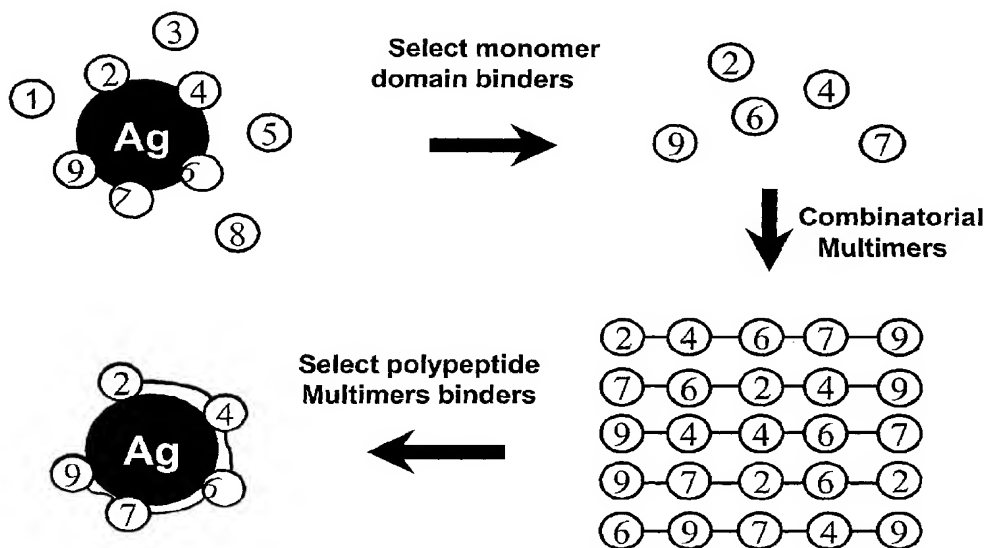 3
2
4
1
Ag
5
9
6
7
8
Select monomer
domain binders
2
4
6
9
7
Combinatorial
Multimers
2 4 6 7 9
7 6 2 4 9
9 4 4 6 7
9 7 2 6 2
6 9 7 4 9
Select polypeptide
Multimers binders
2
4
Ag
9
6
7